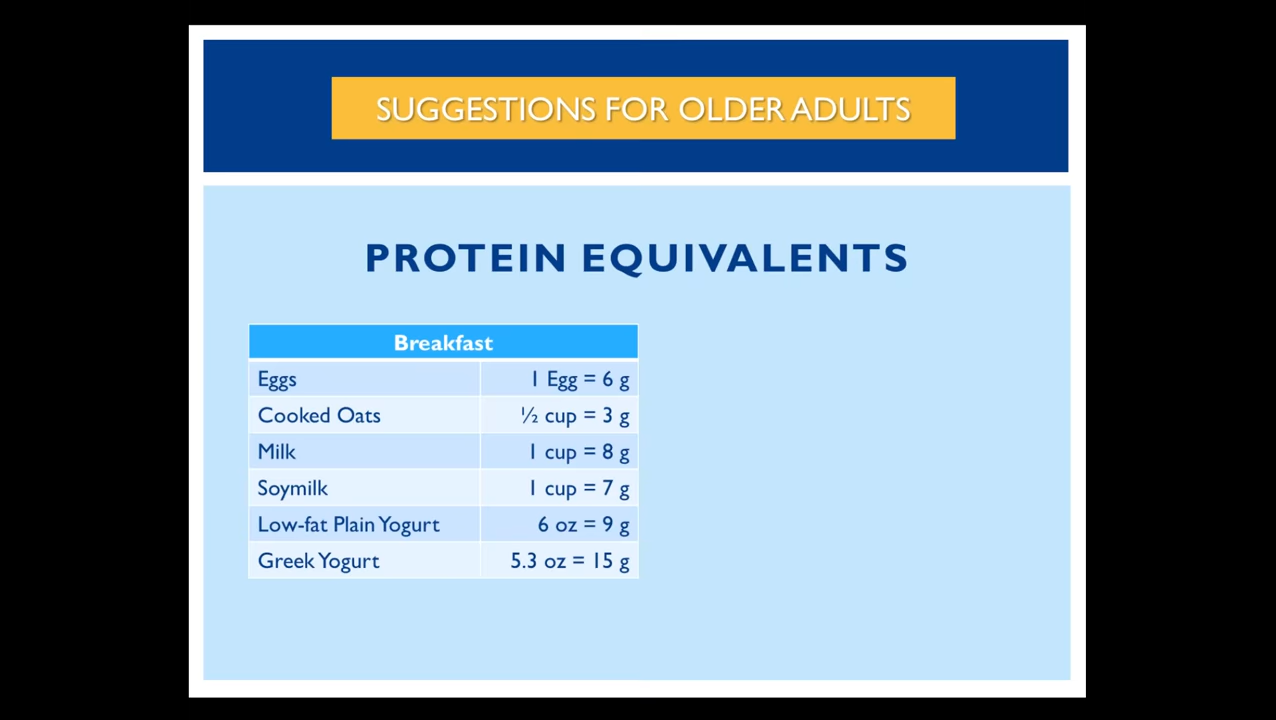 SUGGESTIONS FOR OLDER ADULTS
PROTEIN EQUIVALENTS
Breakfast
Eggs 1 Egg = 6 g
Cooked Oats ½ cup = 3 g
Milk 1 cup = 8 g
Soymilk 1 cup = 7 g
Low-fat Plain Yogurt 6 oz = 9 g
Greek Yogurt 5.3 oz = 15 g